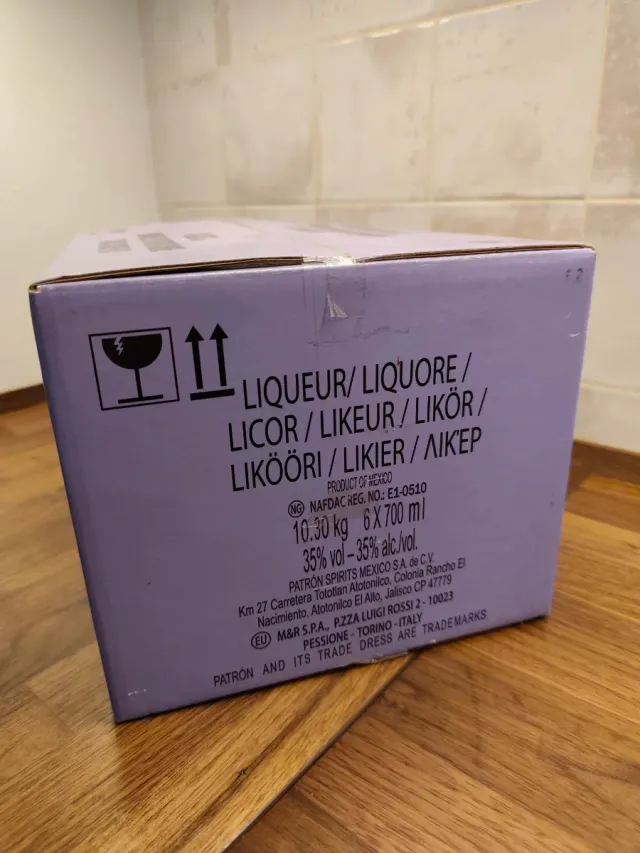 LIQUEUR/ LIQUORE /
LICOR / LIKEUR / LIKÖR /
LIKÖÖRI / LIKIER / ΛΙΚ'ΕΡ
PRODUCT OF MEXICO
NG NAFDAC REG. NO.: E1-0510
10.30 kg 6 X 700 ml
35% vol – 35% alc./vol.
PATRÓN SPIRITS MEXICO S.A. de C.V.
Km 27 Carretera Tototlan Atotonilco, Colonia Rancho El
Nacimiento, Atotonilco El Alto, Jalisco CP 47779
EU M&R S.P.A., P.ZZA LUIGI ROSSI 2 - 10023
PESSIONE - TORINO - ITALY
PATRÓN AND ITS TRADE DRESS ARE TRADEMARKS